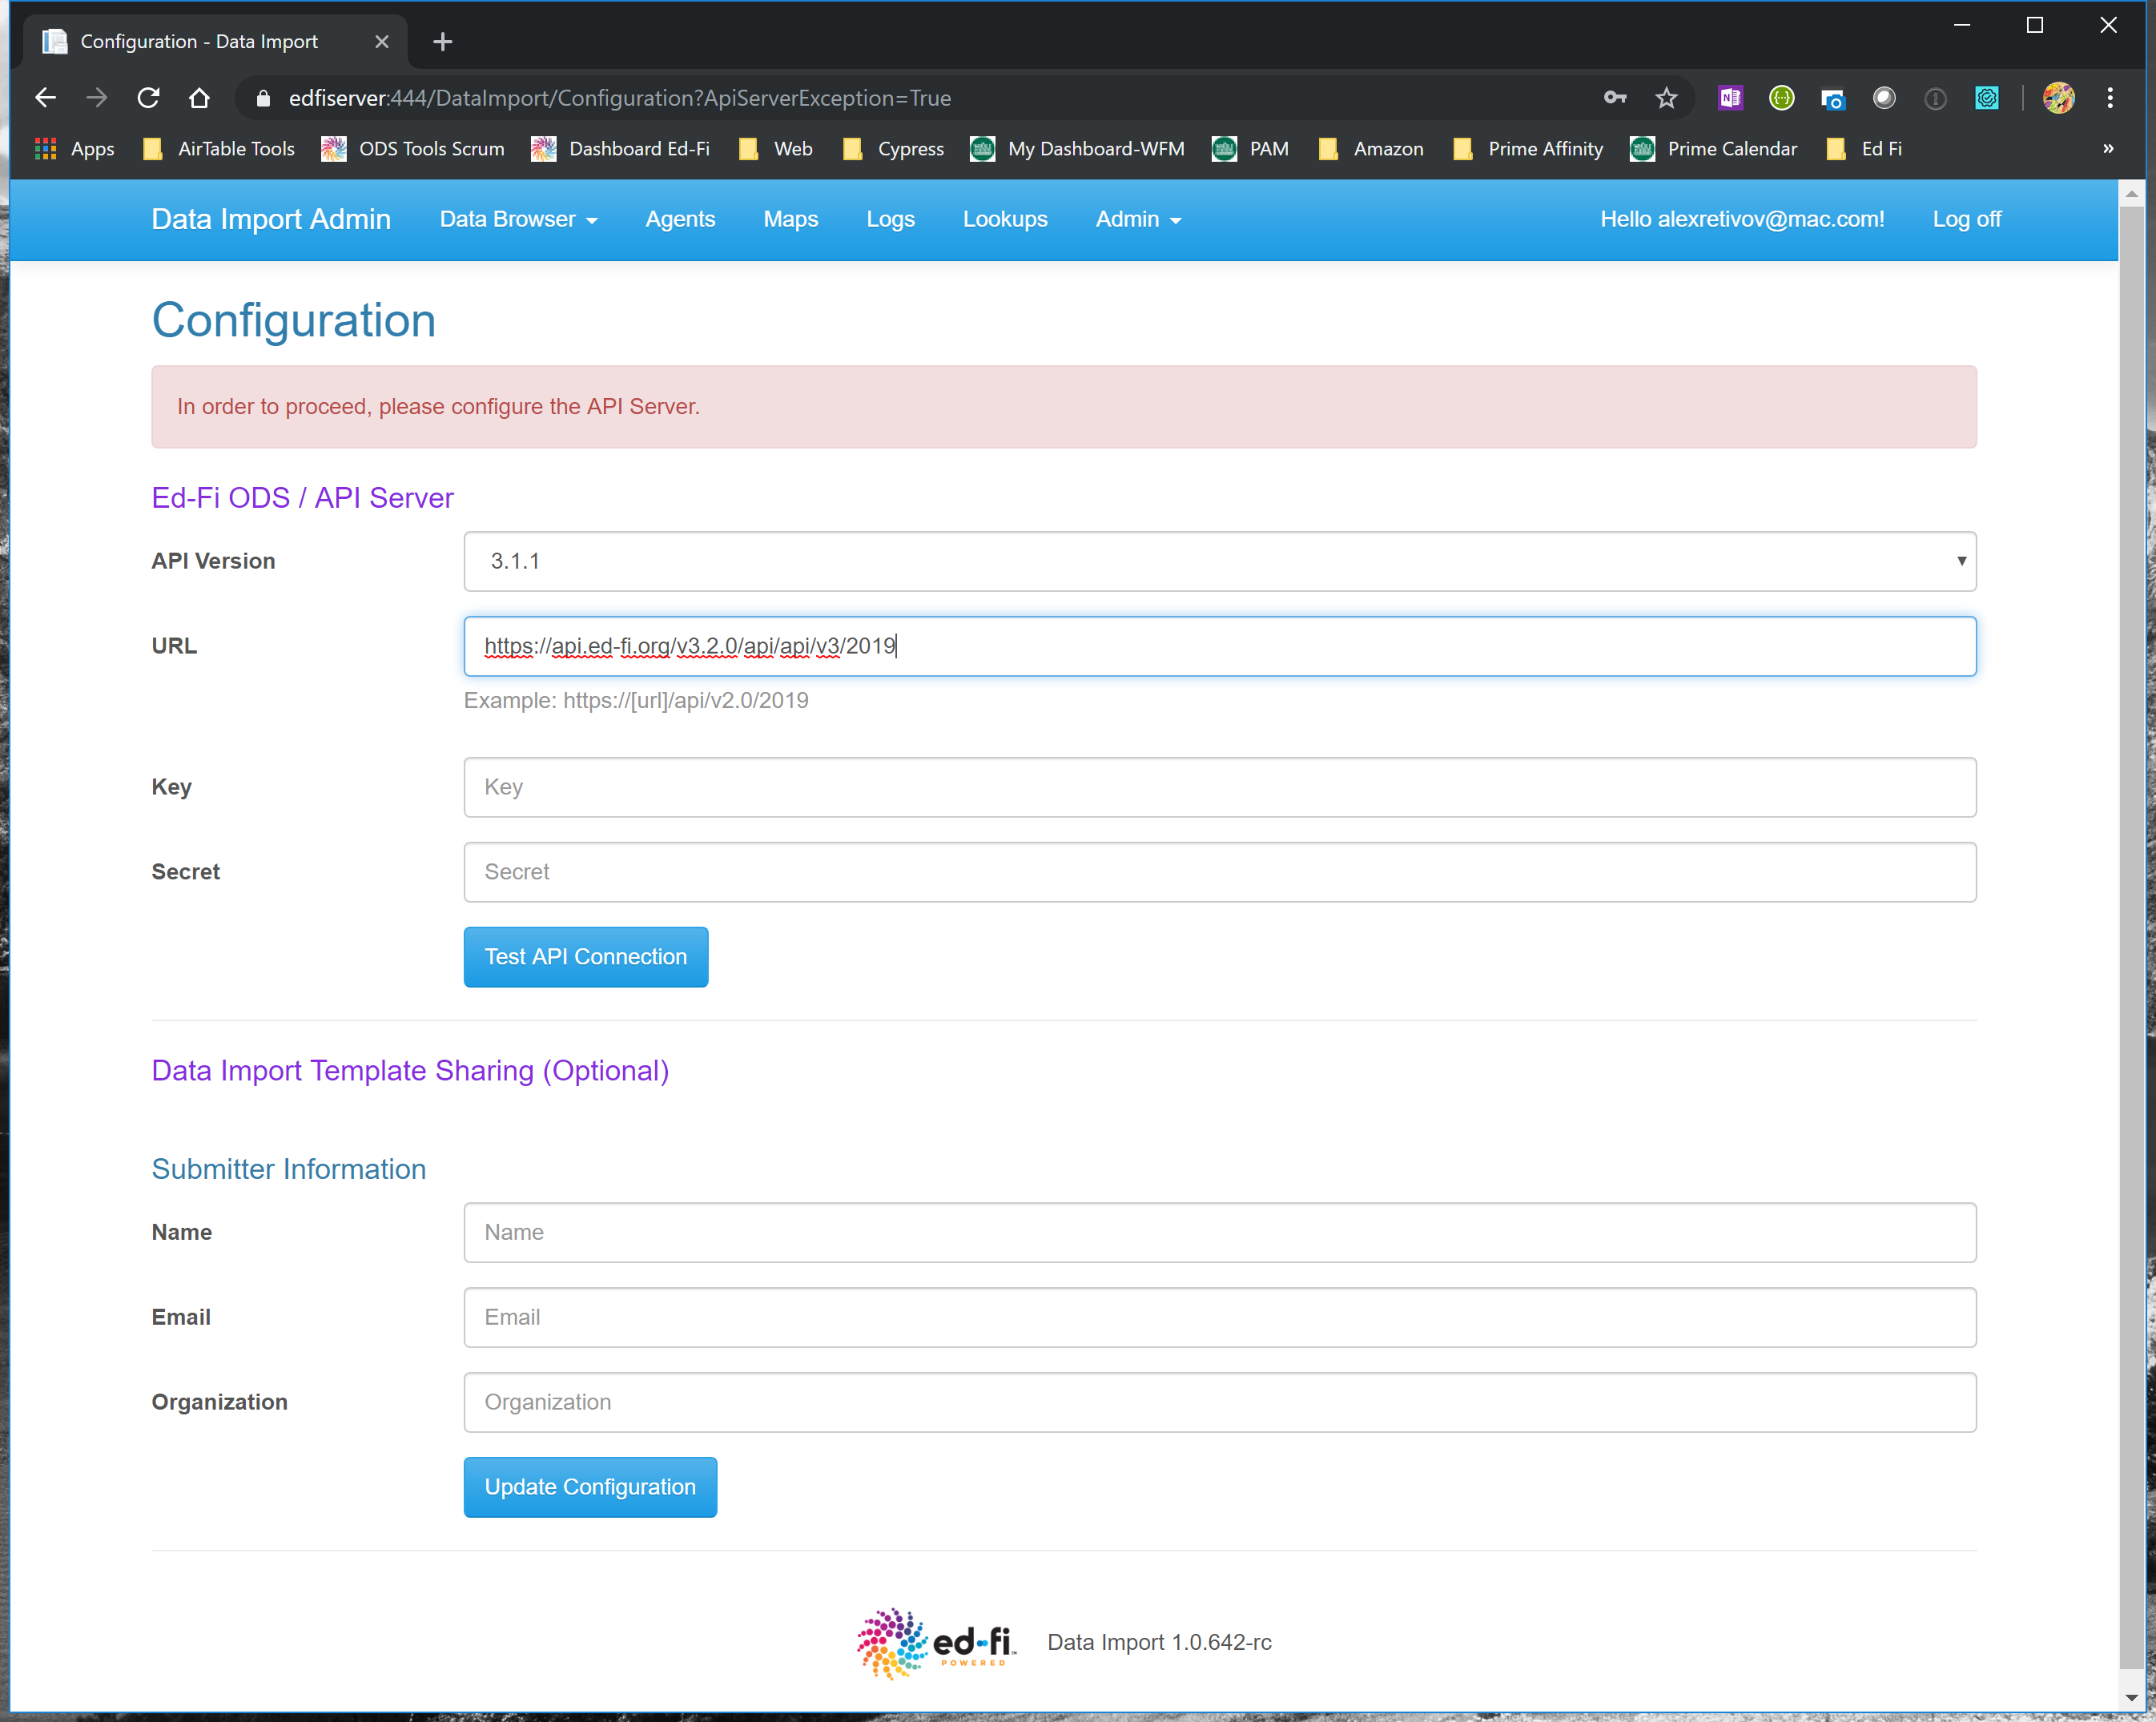 Configuration - Data Import
edfiserver:444/DataImport/Configuration?ApiServerException=True
Apps AirTable Tools ODS Tools Scrum Dashboard Ed-Fi Web Cypress My Dashboard-WFM PAM Amazon Prime Affinity Prime Calendar Ed Fi »
Data Import Admin Data Browser Agents Maps Logs Lookups Admin Hello alexretivov@mac.com! Log off
Configuration
In order to proceed, please configure the API Server.
Ed-Fi ODS / API Server
API Version 3.1.1
URL https://api.ed-fi.org/v3.2.0/api/api/v3/2019
Example: https://[url]/api/v2.0/2019
Key Key
Secret Secret
Test API Connection
Data Import Template Sharing (Optional)
Submitter Information
Name Name
Email Email
Organization Organization
Update Configuration
ed-fi™ Data Import 1.0.642-rc
POWERED